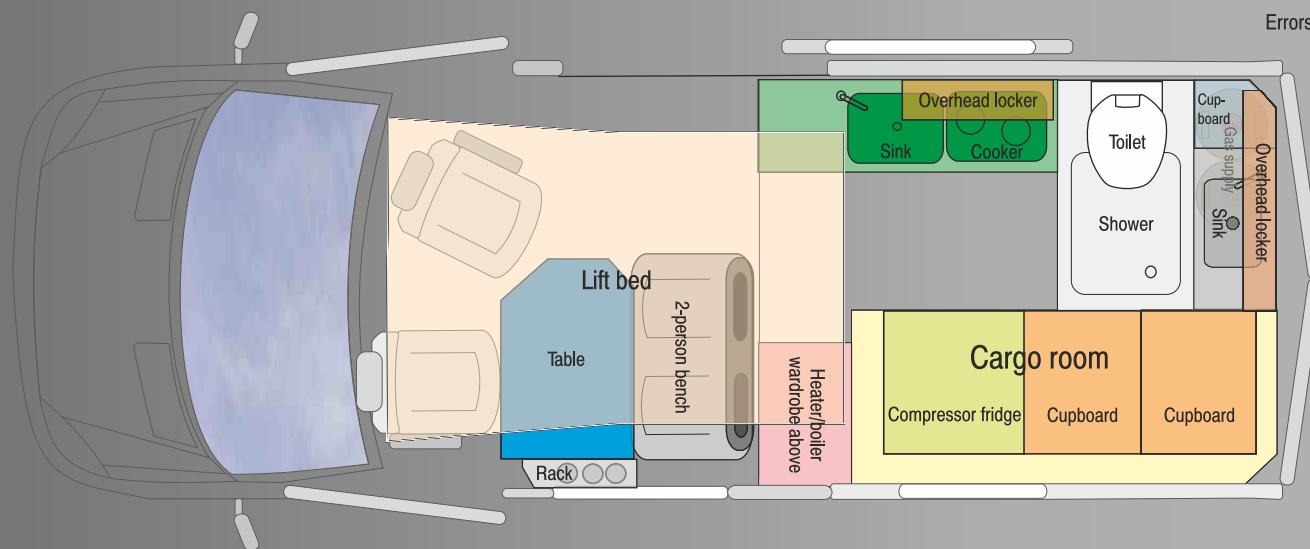 Errors
Overhead locker
Sink
Cooker
Toilet
Cup-
board
Gas supply
Overhead locker
Shower
Sink
Lift bed
2-person bench
Table
Heater/boiler
wardrobe above
Cargo room
Compressor fridge
Cupboard
Cupboard
Rack